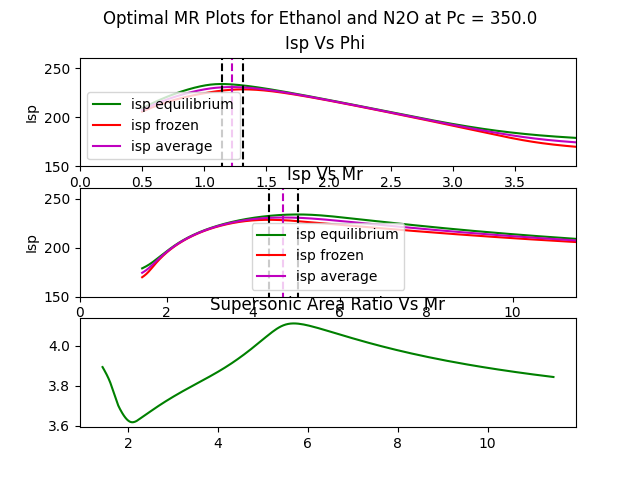 Optimal MR Plots for Ethanol and N2O at Pc = 350.0
Isp Vs Phi
250
200
150
Isp
isp equilibrium
isp frozen
isp average
0.0 0.5 1.0 1.5 2.0 2.5 3.0 3.5
Isp Vs Mr
250
200
150
Isp
isp equilibrium
isp frozen
isp average
0 2 4 6 8 10
Supersonic Area Ratio Vs Mr
4.0
3.8
3.6
2 4 6 8 10